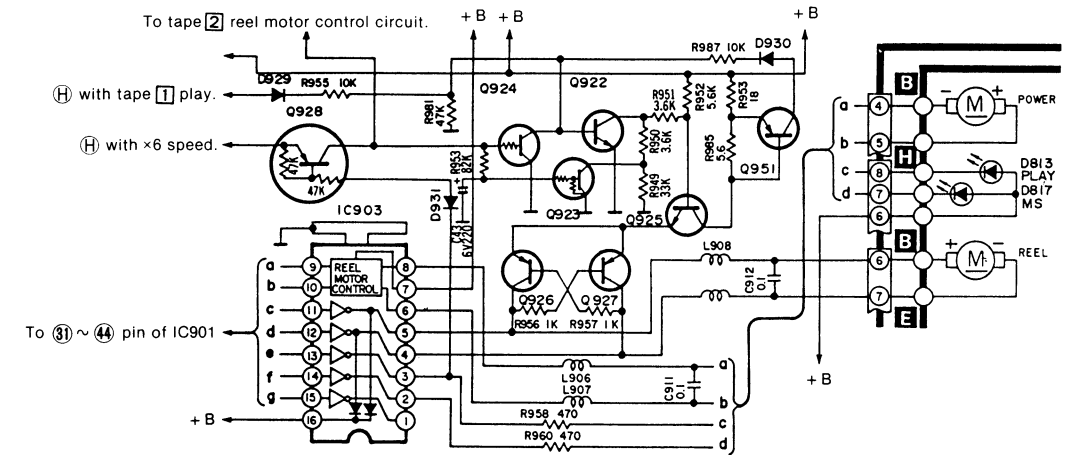 To tape 2 reel motor control circuit.
+B
+B
+B
D929
R955 10K
Q924
Q922
R987 10K
D930
H with tape 1 play.
Q928
R981 47K
R951 3.6K
R952 5.6K
R953 18
R950 3.6K
R985 5.6
Q951
H with ×6 speed.
47K
47K
R953 82K
R949 33K
D931
Q923
Q925
C43 6V220
IC903
REEL MOTOR CONTROL
a 9 8
b 10 7
c 11 6
d 12 5
e 13 4
f 14 3
g 15 2
16 1
To 31 ~ 44 pin of IC901
+B
Q926
Q927
R956 1K
R957 1K
L908
C912 0.1
L906
L907
C911 0.1
R958 470
R960 470
a
b
c
d
+B
a 4
b 5
c 8
d 7
6
6
7
B
H
B
E
- M +
POWER
D813 PLAY
D817 MS
+ M -
REEL